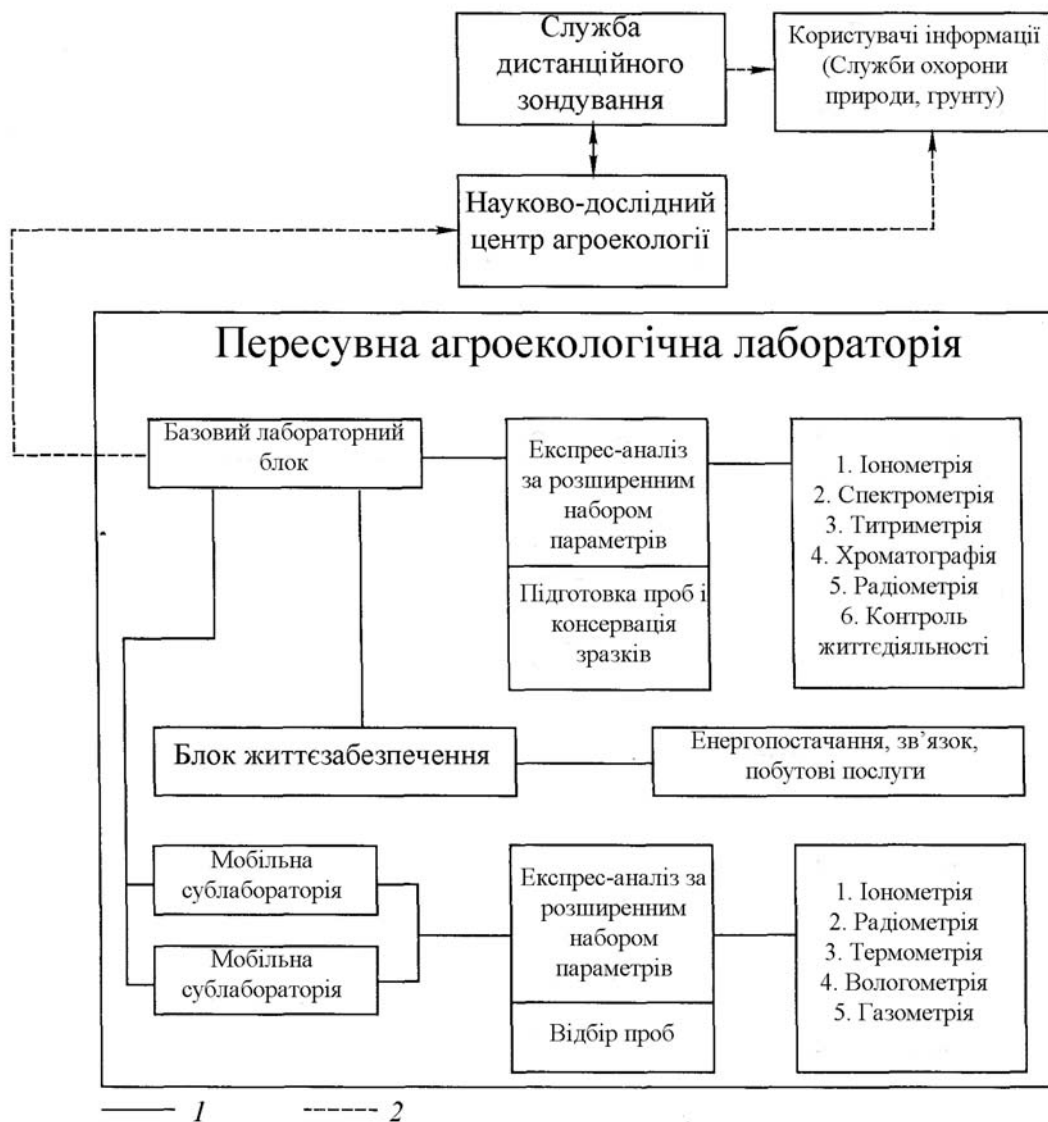 Служба
дистанційного
зондування
Користувачі інформації
(Служби охорони
природи, грунту)
Науково-дослідний
центр агроекології
Пересувна агроекологічна лабораторія
Базовий лабораторний
блок
Експрес-аналіз
за розширенним
набором
параметрів
Підготовка проб і
консервація
зразків
1. Іонометрія
2. Спектрометрія
3. Титриметрія
4. Хроматографія
5. Радіометрія
6. Контроль
життєдіяльності
Блок життєзабезпечення
Енергопостачання, зв’язок,
побутові послуги
Мобільна
сублабораторія
Мобільна
сублабораторія
Експрес-аналіз за
розширенним
набором
параметрів
Відбір проб
1. Іонометрія
2. Радіометрія
3. Термометрія
4. Вологометрія
5. Газометрія
1 2